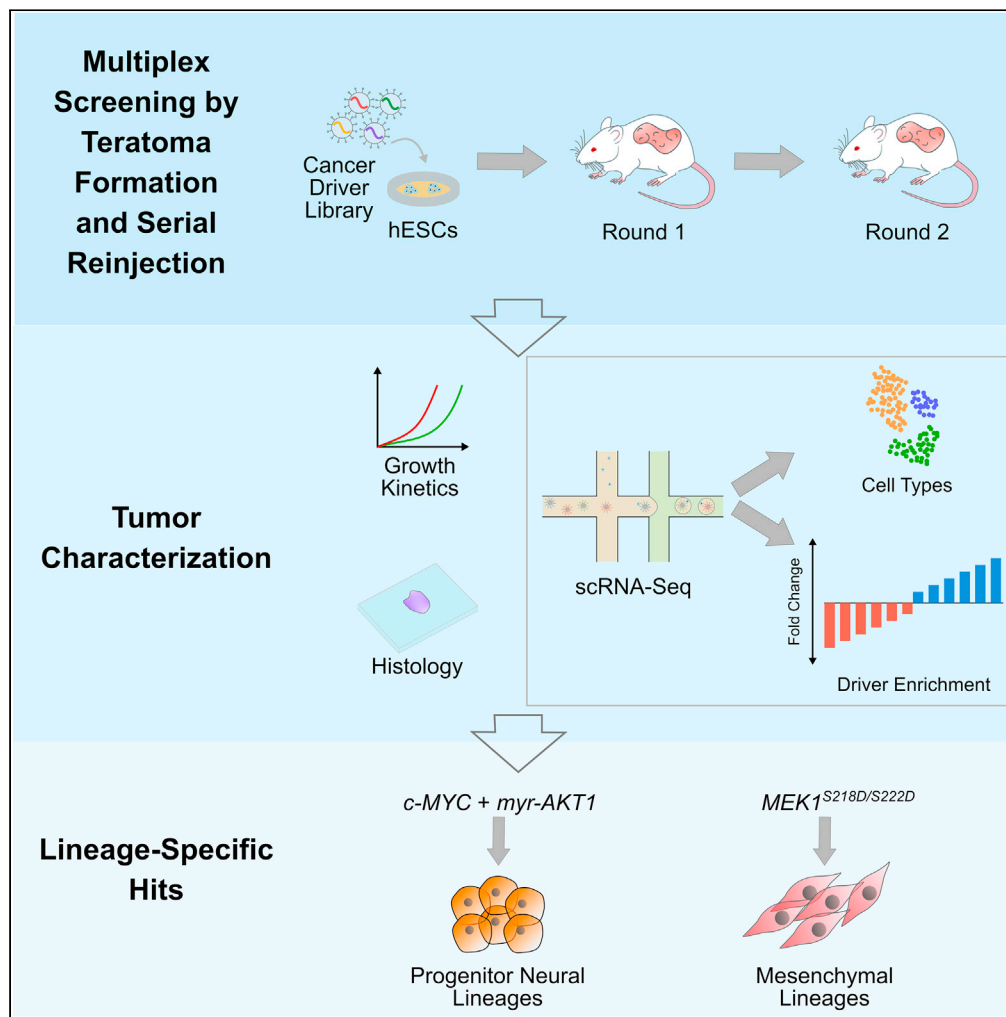 Multiplex
Screening by
Teratoma
Formation
and Serial
Reinjection
Cancer
Driver
Library
hESCs
Round 1
Round 2
Tumor
Characterization
Growth
Kinetics
Histology
scRNA-Seq
Cell Types
Fold Change
Driver Enrichment
Lineage-Specific
Hits
c-MYC + myr-AKT1
Progenitor Neural
Lineages
MEK1^S218D/S222D
Mesenchymal
Lineages